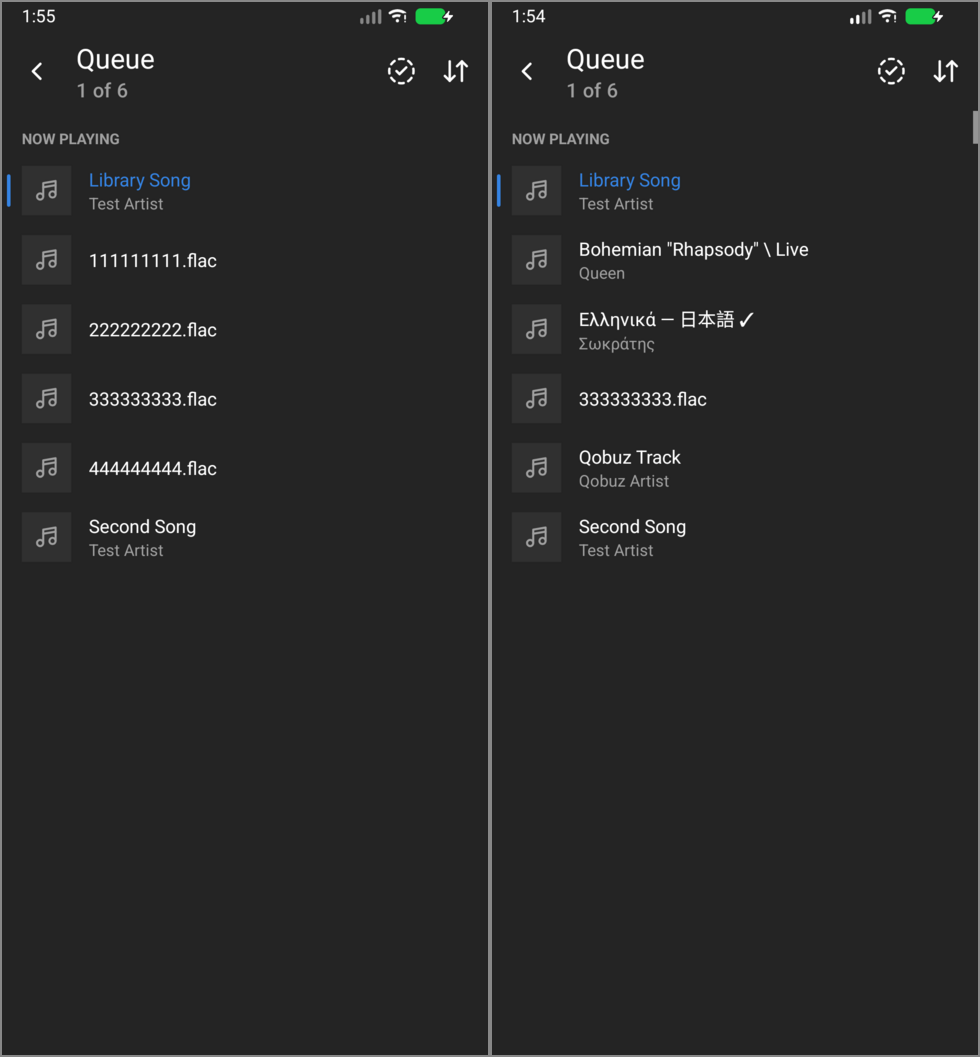 1:55
Queue
1 of 6
NOW PLAYING
Library Song
Test Artist
111111111.flac
222222222.flac
333333333.flac
444444444.flac
Second Song
Test Artist
1:54
Queue
1 of 6
NOW PLAYING
Library Song
Test Artist
Bohemian "Rhapsody" \ Live
Queen
Ελληνικά — 日本語 ✓
Σωκράτης
333333333.flac
Qobuz Track
Qobuz Artist
Second Song
Test Artist